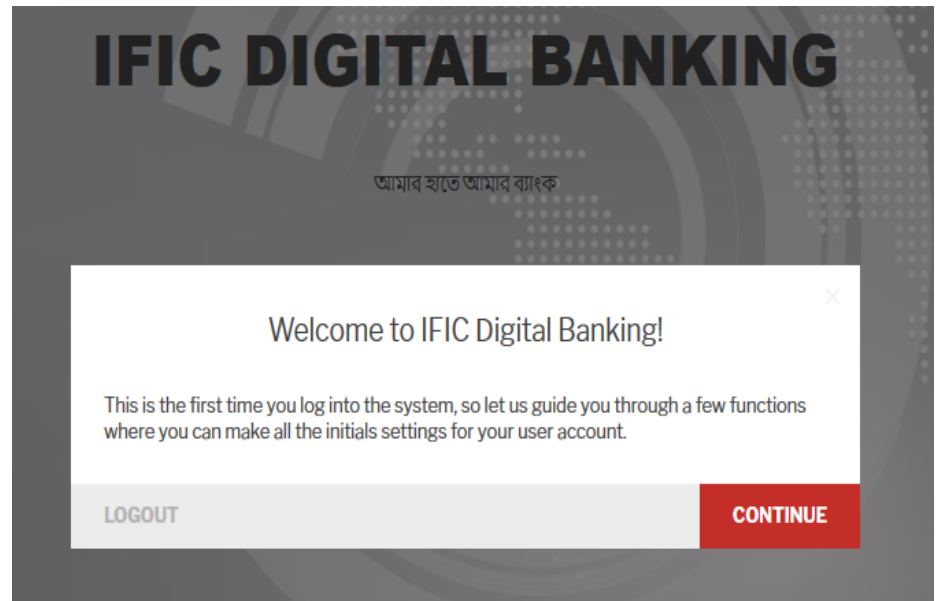 IFIC DIGITAL BANKING
আমার হাতে আমার ব্যাংক
Welcome to IFIC Digital Banking!
This is the first time you log into the system, so let us guide you through a few functions
where you can make all the initials settings for your user account.
LOGOUT
CONTINUE